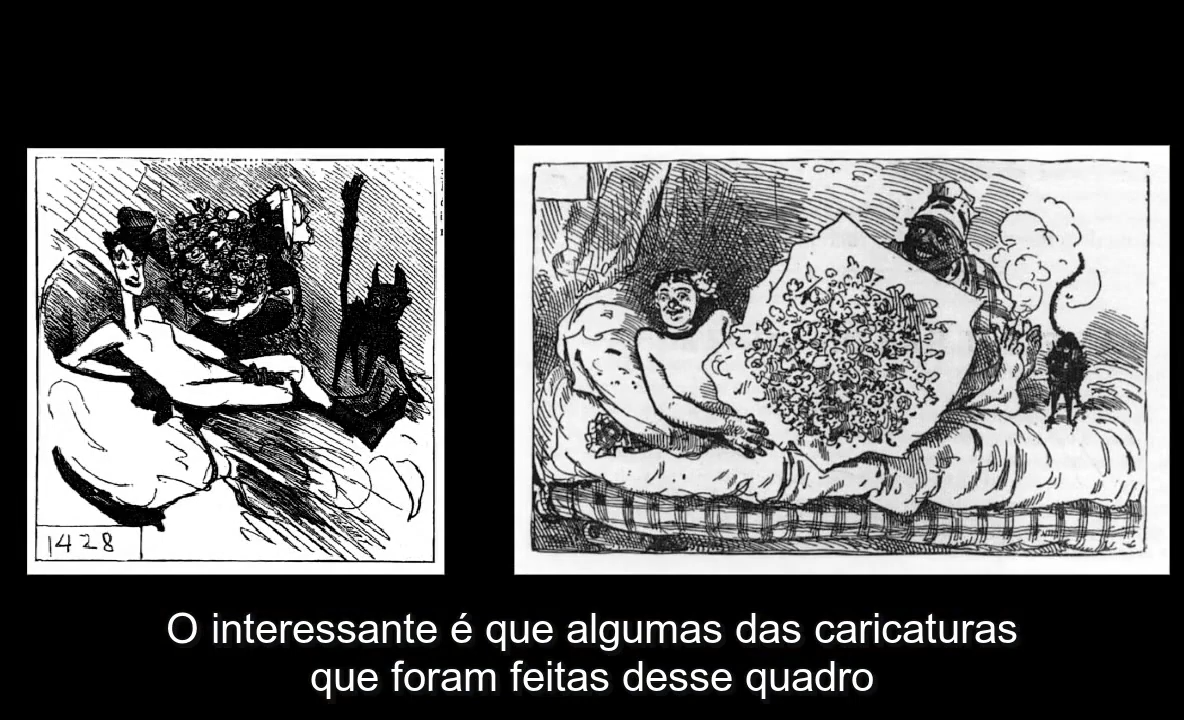 1428
O interessante é que algumas das caricaturas
que foram feitas desse quadro